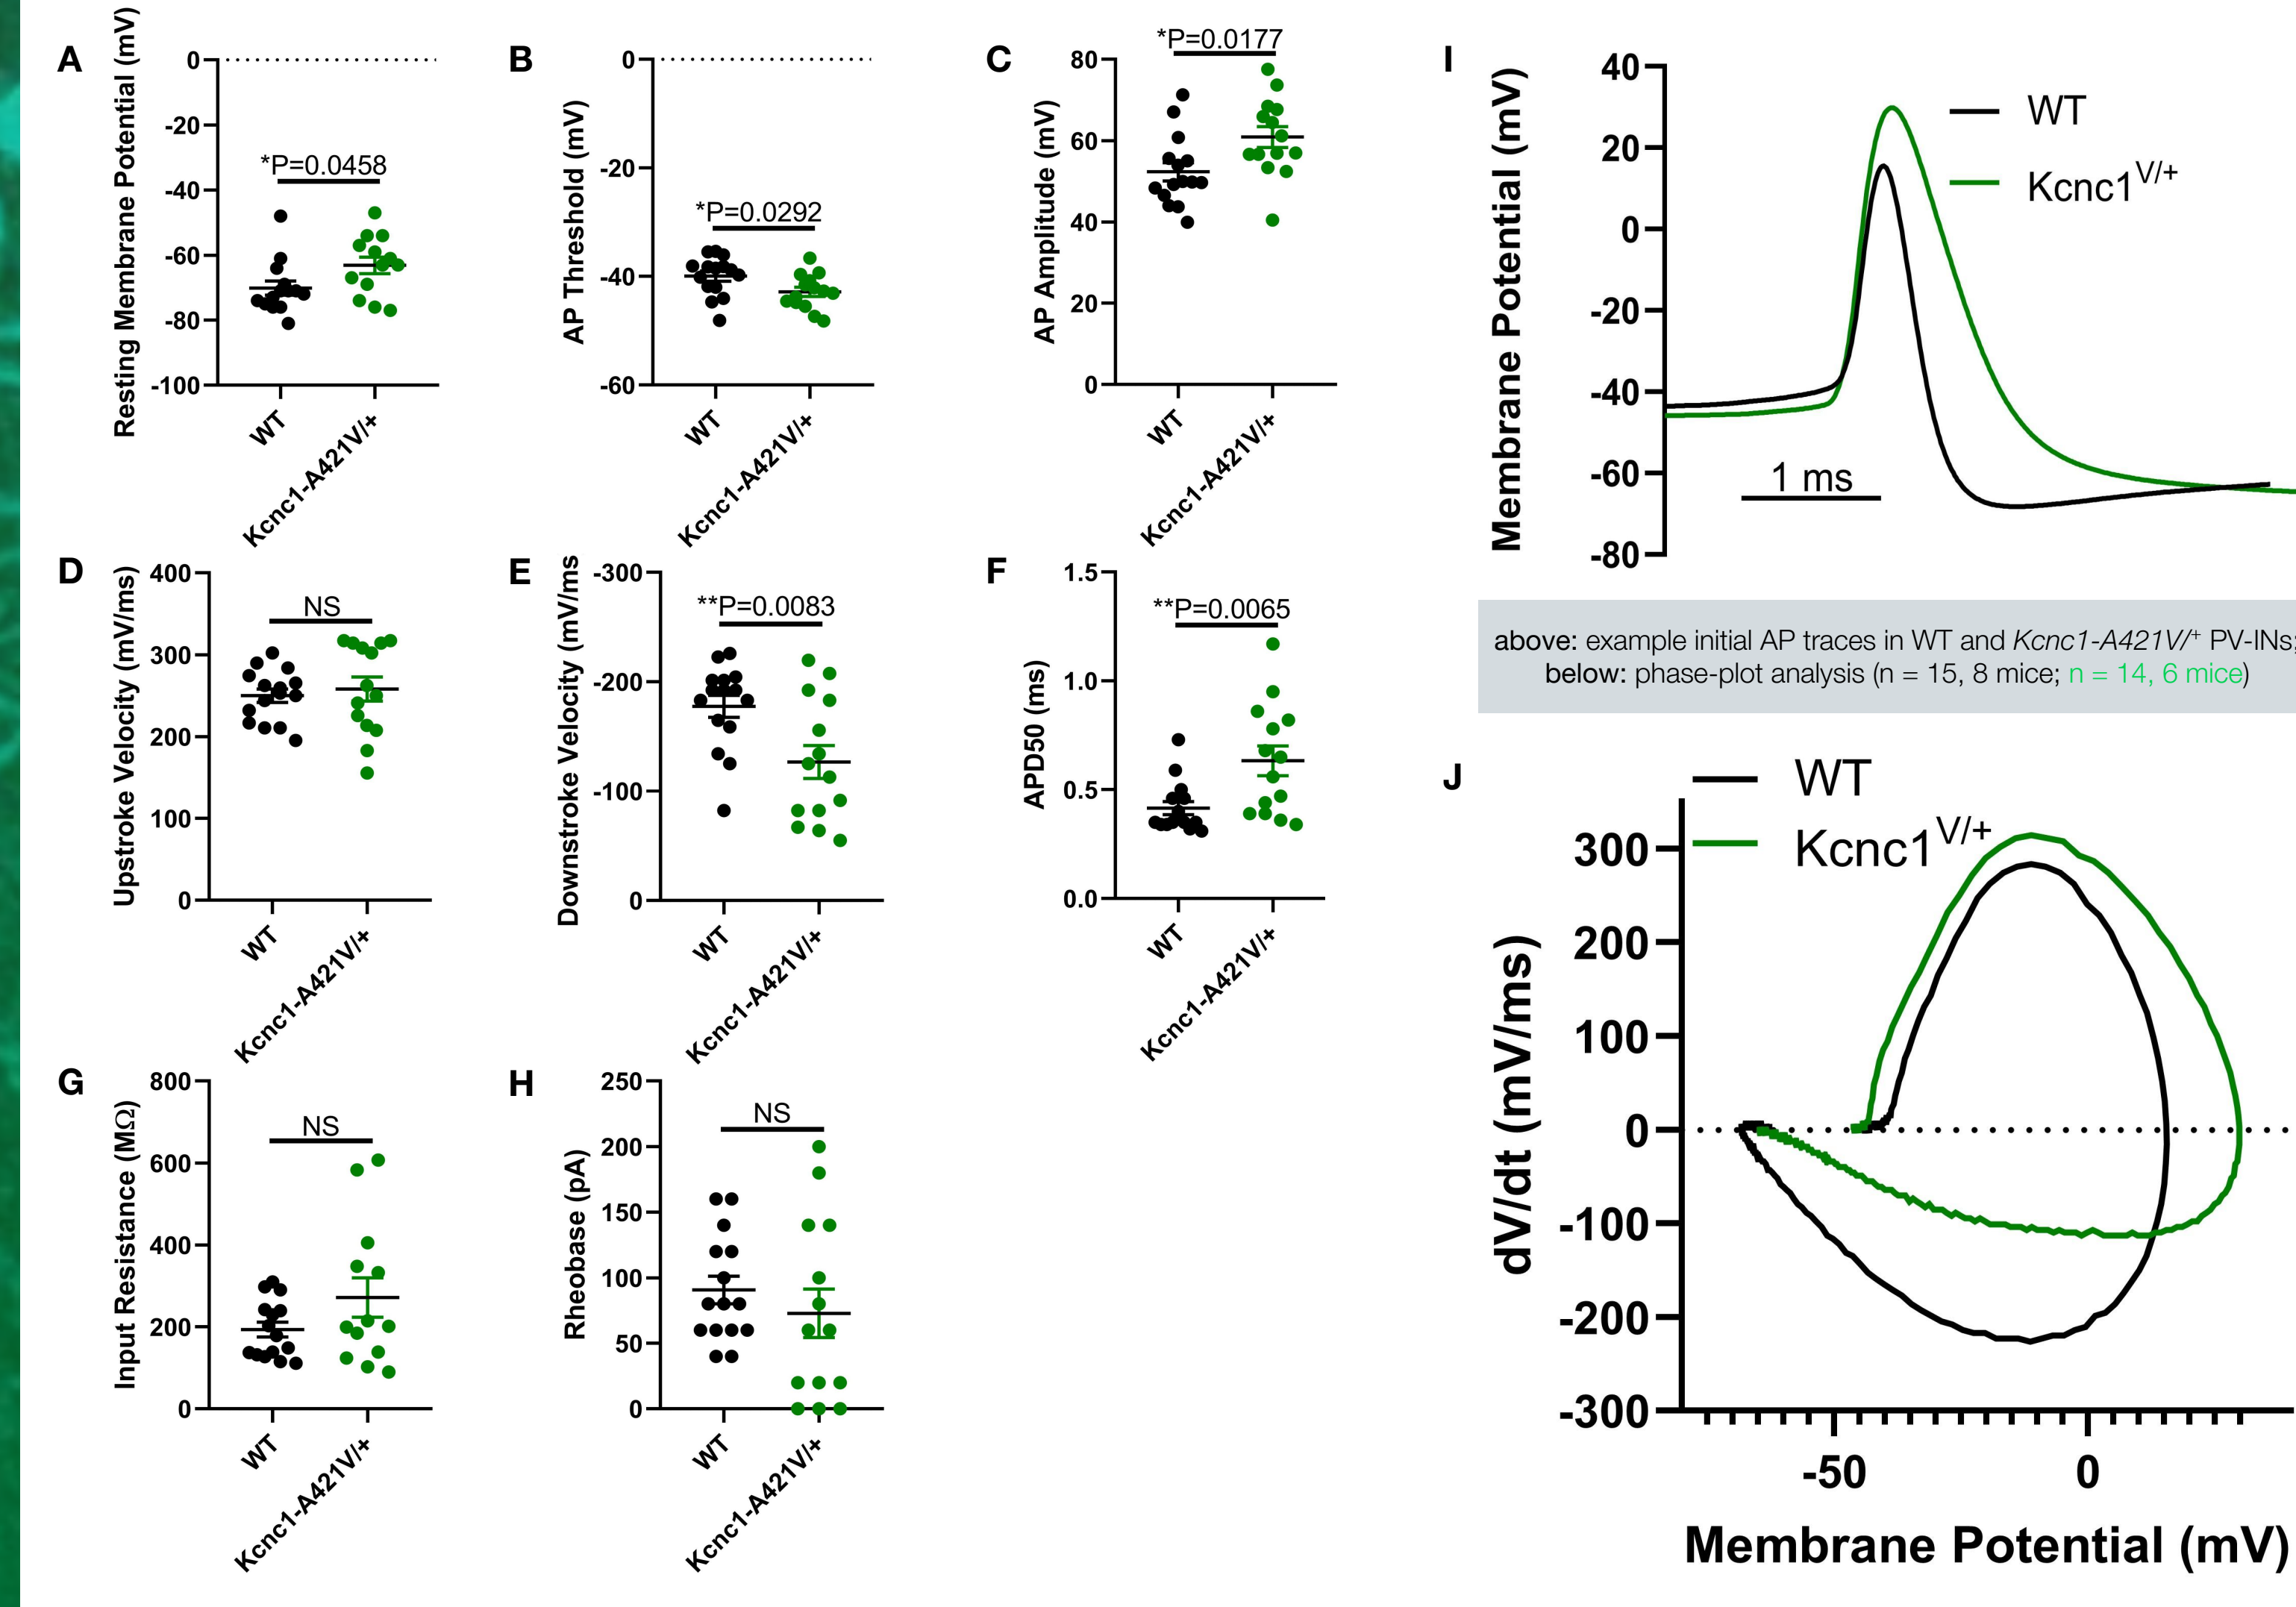 A
Resting Membrane Potential (mV)
0
-20
-40
-60
-80
-100
*P=0.0458
WT
Kcnc1-A421V/+
B
AP Threshold (mV)
0
-20
-40
-60
*P=0.0292
WT
Kcnc1-A421V/+
C
AP Amplitude (mV)
80
60
40
20
0
*P=0.0177
WT
Kcnc1-A421V/+
D
Upstroke Velocity (mV/ms)
400
300
200
100
0
NS
WT
Kcnc1-A421V/+
E
Downstroke Velocity (mV/ms
-300
-200
-100
0
**P=0.0083
WT
Kcnc1-A421V/+
F
APD50 (ms)
1.5
1.0
0.5
0.0
**P=0.0065
WT
Kcnc1-A421V/+
G
Input Resistance (MΩ)
800
600
400
200
0
NS
WT
Kcnc1-A421V/+
H
Rheobase (pA)
250
200
150
100
50
0
NS
WT
Kcnc1-A421V/+
I
Membrane Potential (mV)
40
20
0
-20
-40
-60
-80
WT
Kcnc1V/+
1 ms
above: example initial AP traces in WT and Kcnc1-A421V/+ PV-INs;
below: phase-plot analysis (n = 15, 8 mice; n = 14, 6 mice)
J
WT
Kcnc1V/+
dV/dt (mV/ms)
300
200
100
0
-100
-200
-300
-50
0
Membrane Potential (mV)